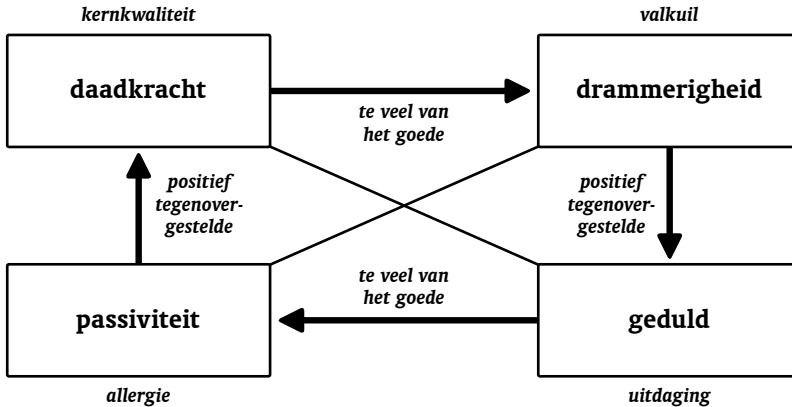 kernkwaliteit
valkuil
daadkracht
drammerigheid
te veel van
het goede
positief
tegenover-
gestelde
positief
tegenover-
gestelde
te veel van
het goede
passiviteit
geduld
allergie
uitdaging